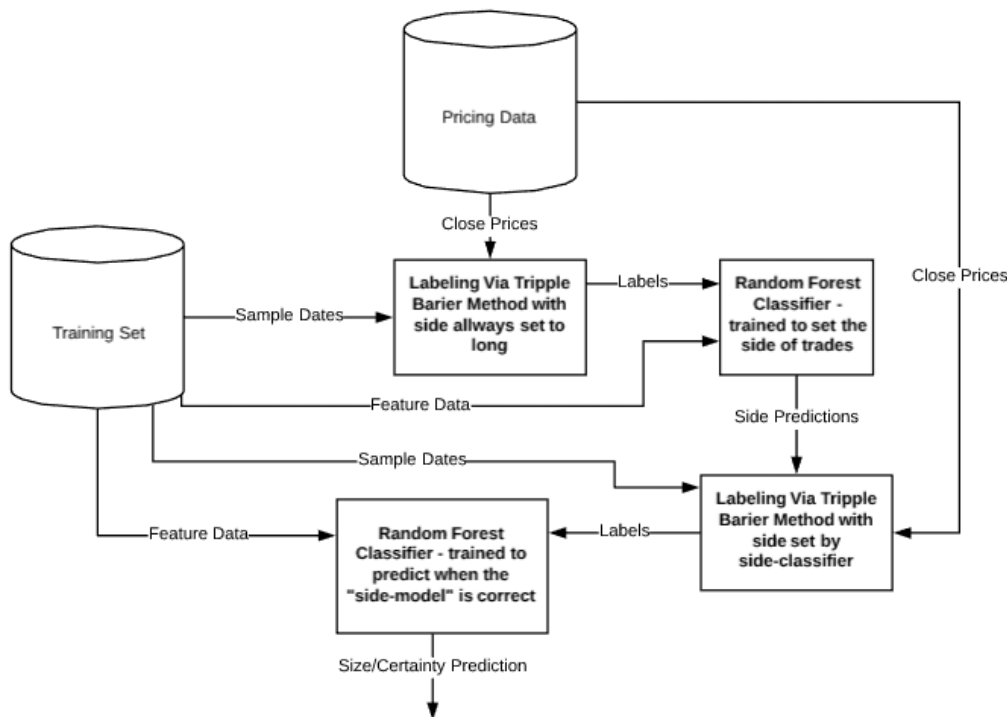 Pricing Data
Close Prices
Training Set
Sample Dates
Labeling Via Tripple
Barier Method with
side allways set to
long
Labels
Random Forest
Classifier -
trained to set the
side of trades
Close Prices
Feature Data
Side Predictions
Sample Dates
Labeling Via Tripple
Barier Method with
side set by
side-classifier
Feature Data
Random Forest
Classifier - trained to
predict when the
"side-model" is correct
Labels
Size/Certainty Prediction